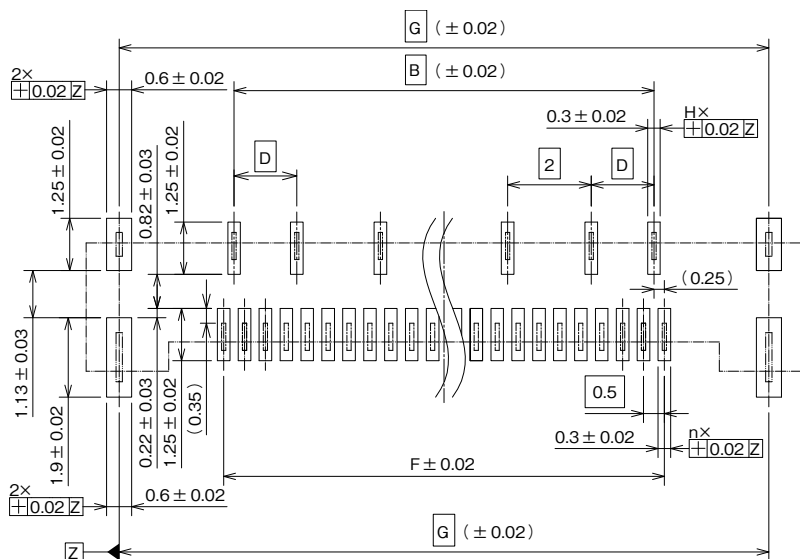 G (±0.02)
B (±0.02)
2×
⌖ 0.02 Z
0.6±0.02
0.3±0.02
H×
⌖ 0.02 Z
1.25±0.02
0.82±0.03
1.25±0.02
D
2
D
(0.25)
1.13±0.03
1.9±0.02
0.22±0.03
1.25±0.02
(0.35)
0.5
0.3±0.02
n×
⌖ 0.02 Z
F±0.02
2×
⌖ 0.02 Z
0.6±0.02
G (±0.02)
Z